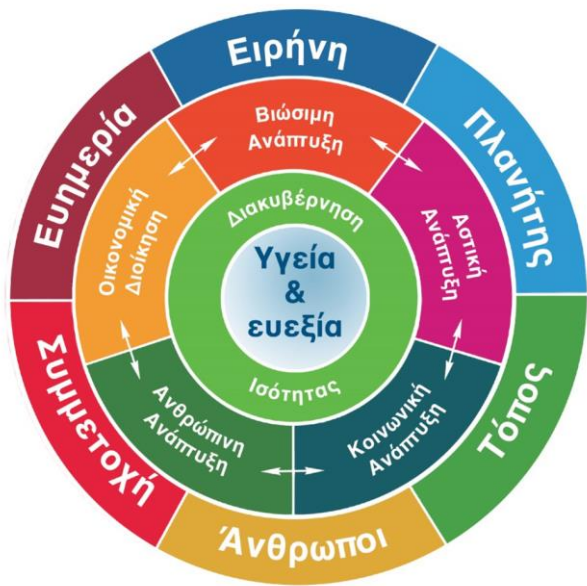 Ειρήνη
Πλανήτης
Τόπος
Άνθρωποι
Συμμετοχή
Ευημερία
Βιώσιμη
Ανάπτυξη
Αστική
Ανάπτυξη
Κοινωνική
Ανάπτυξη
Ανθρώπινη
Ανάπτυξη
Οικονομική
Διοίκηση
Διακυβέρνηση
Ισότητας
Υγεία
&
ευεξία